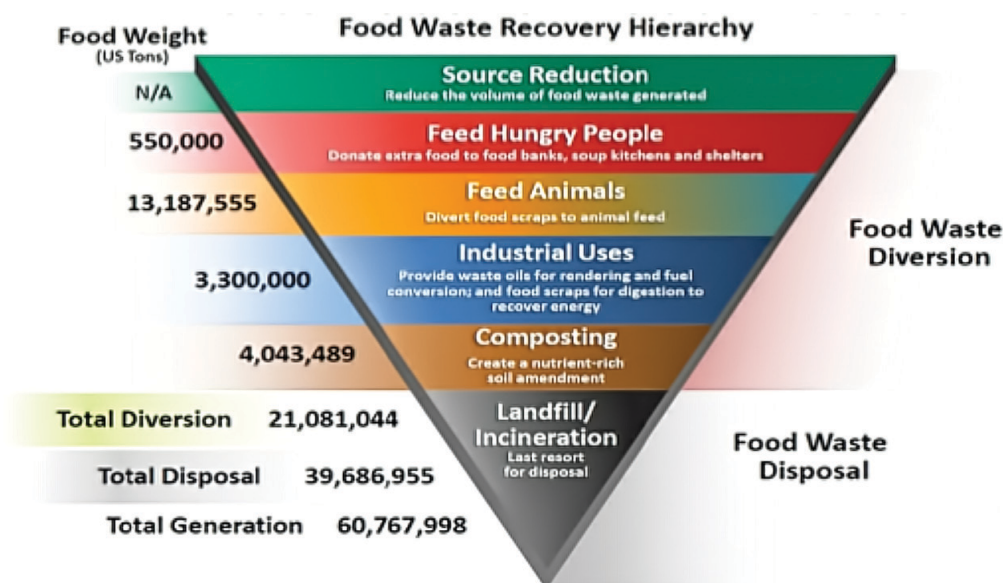 Food Weight
(US Tons)
Food Waste Recovery Hierarchy
N/A
Source Reduction
Reduce the volume of food waste generated
550,000
Feed Hungry People
Donate extra food to food banks, soup kitchens and shelters
13,187,555
Feed Animals
Divert food scraps to animal feed
3,300,000
Industrial Uses
Provide waste oils for rendering and fuel
conversion; and food scraps for digestion to
recover energy
4,043,489
Composting
Create a nutrient-rich
soil amendment
Food Waste
Diversion
Total Diversion 21,081,044
Total Disposal 39,686,955
Total Generation 60,767,998
Landfill/
Incineration
Last resort
for disposal
Food Waste
Disposal